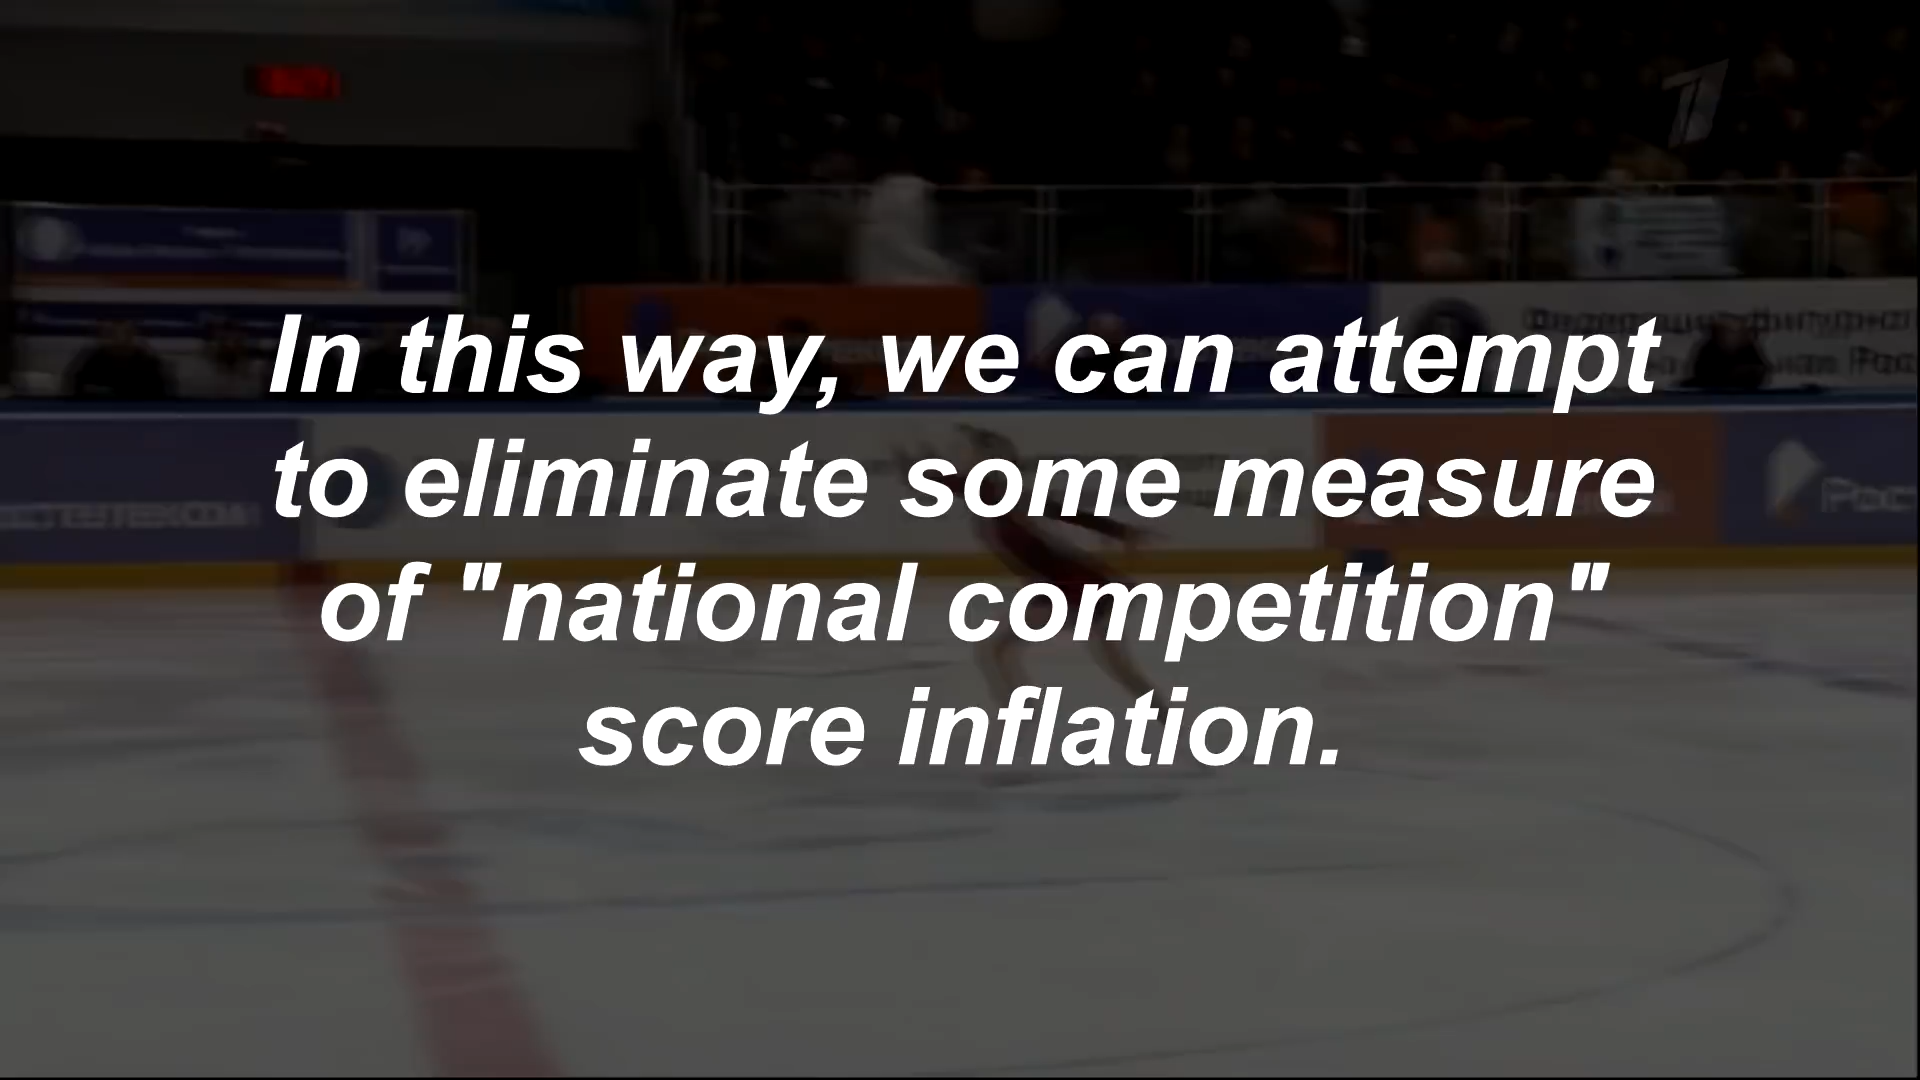 In this way, we can attempt
to eliminate some measure
of "national competition"
score inflation.